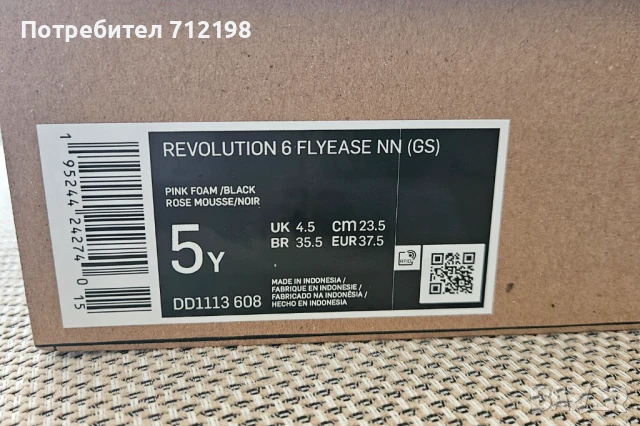 Потребител 712198
REVOLUTION 6 FLYEASE NN (GS)
PINK FOAM /BLACK
ROSE MOUSSE/NOIR
5Y
UK 4.5 cm 23.5
BR 35.5 EUR 37.5
DD1113 608
MADE IN INDONESIA /
FABRIQUE EN INDONÉSIE /
FABRICADO NA INDONÉSIA /
HECHO EN INDONESIA
RFID
1 95244 24274 0 15